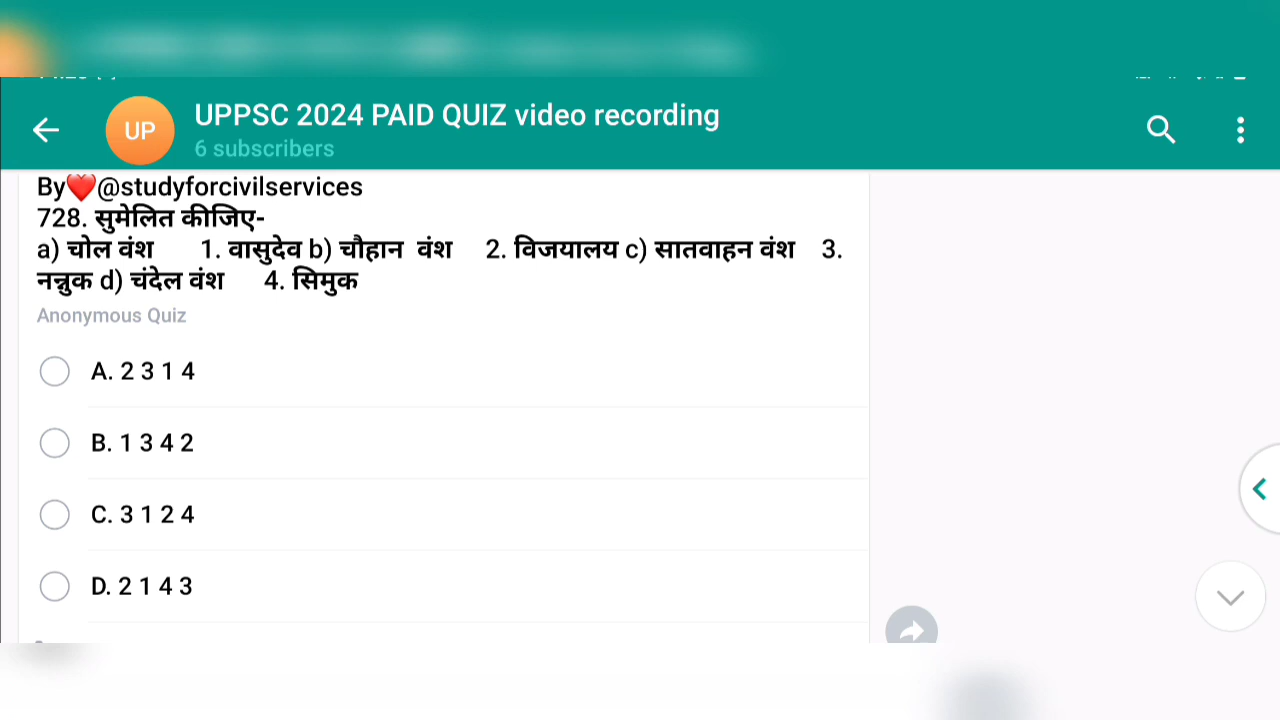 UP
UPPSC 2024 PAID QUIZ video recording
6 subscribers
By❤️@studyforcivilservices
728. सुमेलित कीजिए-
a) चोल वंश 1. वासुदेव b) चौहान वंश 2. विजयालय c) सातवाहन वंश 3.
नन्नुक d) चंदेल वंश 4. सिमुक
Anonymous Quiz
A. 2 3 1 4
B. 1 3 4 2
C. 3 1 2 4
D. 2 1 4 3